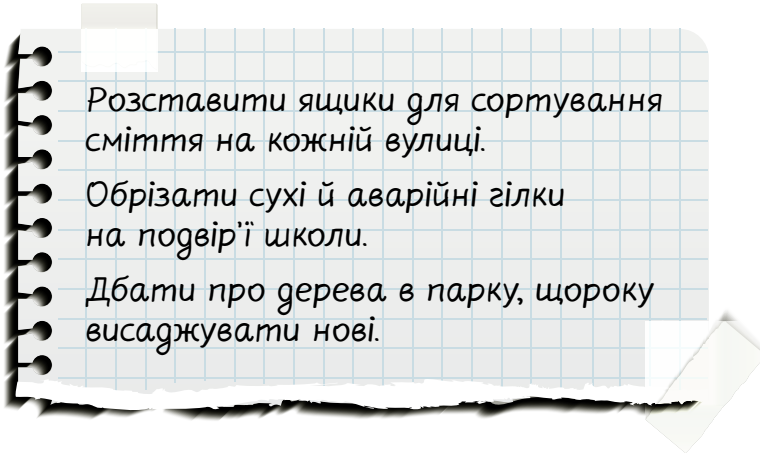 Розставити ящики для сортування
сміття на кожній вулиці.
Обрізати сухі й аварійні гілки
на подвір'ї школи.
Дбати про дерева в парку, щороку
висаджувати нові.